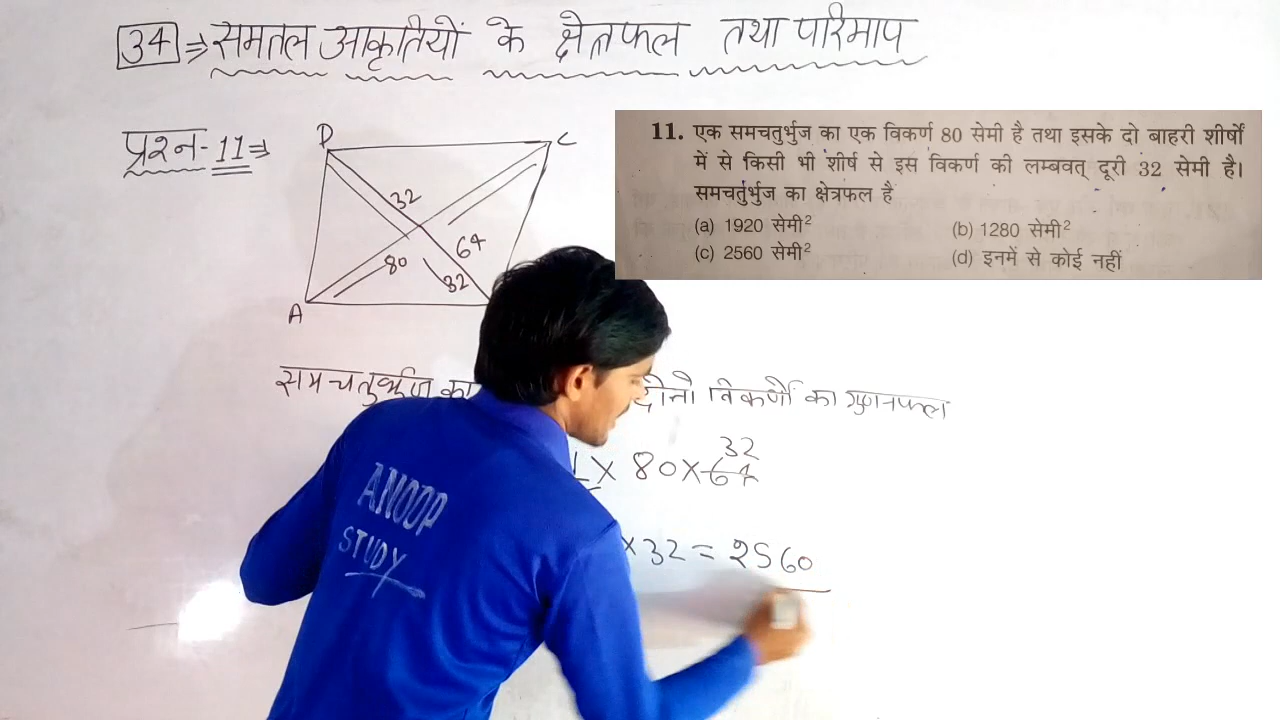 34 ⇒ समतल आकृतियों के क्षेत्रफल तथा परिमाप
प्रश्न- 11 ⇒
D
C
32
64
80
32
A
11. एक समचतुर्भुज का एक विकर्ण 80 सेमी है तथा इसके दो बाहरी शीर्षों
में से किसी भी शीर्ष से इस विकर्ण की लम्बवत् दूरी 32 सेमी है।
समचतुर्भुज का क्षेत्रफल है
(a) 1920 सेमी² (b) 1280 सेमी²
(c) 2560 सेमी² (d) इनमें से कोई नहीं
समचतुर्भुज का दोनो विकर्णों का गुणनफल
32
1 × 80 × 64
× 32 = 2560
ANOOP
STUDY